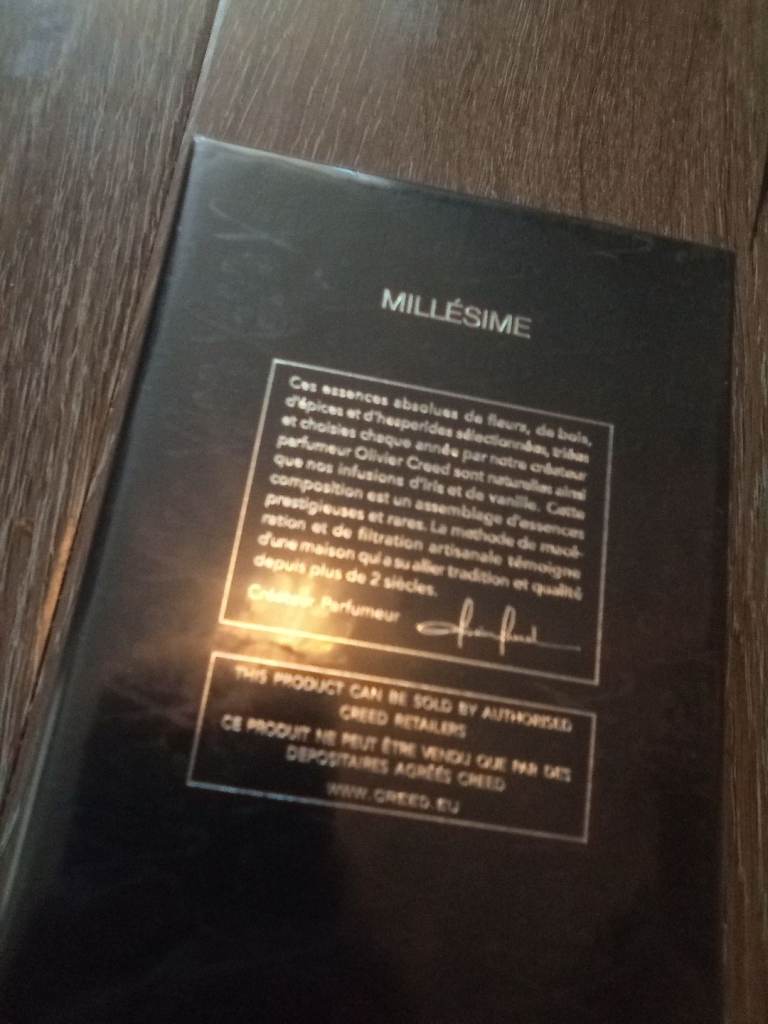 MILLÉSIME
Ces essences absolues de fleurs, de bois,
d'épices et d'hesperides sélectionnées, triées
et choisies chaque année par notre créateur
parfumeur Olivier Creed sont naturelles ainsi
que nos infusions d'iris et de vanille. Cette
composition est un assemblage d'essences
prestigieuses et rares. La methode de macé-
ration et de filtration artisanale témoigne
d'une maison qui a su allier tradition et qualité
depuis plus de 2 siècles.
Créateur Parfumeur
THIS PRODUCT CAN BE SOLD BY AUTHORISED
CREED RETAILERS
CE PRODUIT NE PEUT ÊTRE VENDU QUE PAR DES
DEPOSITAIRES AGRÉÉS CREED
WWW.CREED.EU